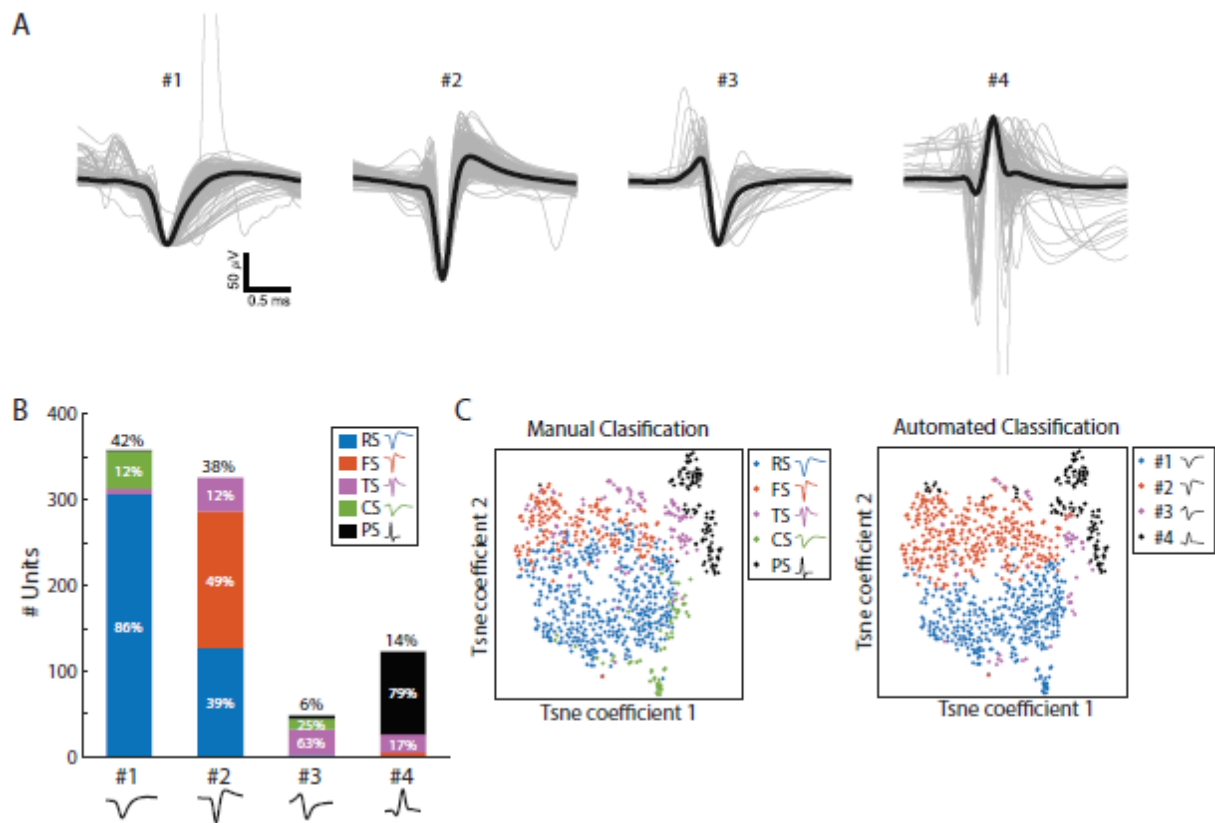 A
#1
#2
#3
#4
50 µV
0.5 ms
B
400
300
200
100
0
# Units
42%
12%
86%
38%
12%
49%
39%
6%
25%
63%
14%
79%
17%
RS
FS
TS
CS
PS
#1
#2
#3
#4
C
Manual Clasification
Tsne coefficient 2
Tsne coefficient 1
RS
FS
TS
CS
PS
Automated Classification
Tsne coefficient 2
Tsne coefficient 1
#1
#2
#3
#4